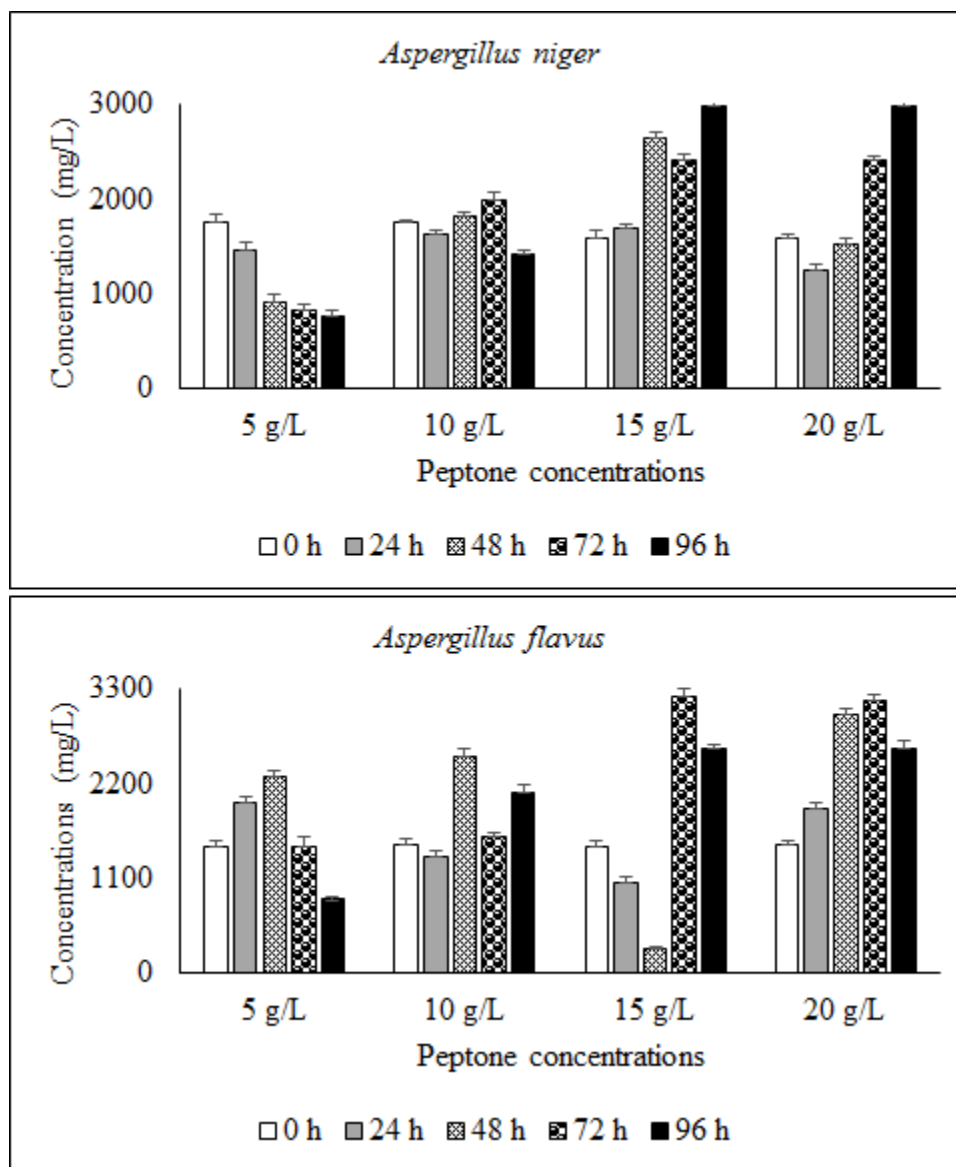 Aspergillus niger
Concentration (mg/L)
3000
2000
1000
0
5 g/L 10 g/L 15 g/L 20 g/L
Peptone concentrations
0 h 24 h 48 h 72 h 96 h
Aspergillus flavus
Concentrations (mg/L)
3300
2200
1100
0
5 g/L 10 g/L 15 g/L 20 g/L
Peptone concentrations
0 h 24 h 48 h 72 h 96 h